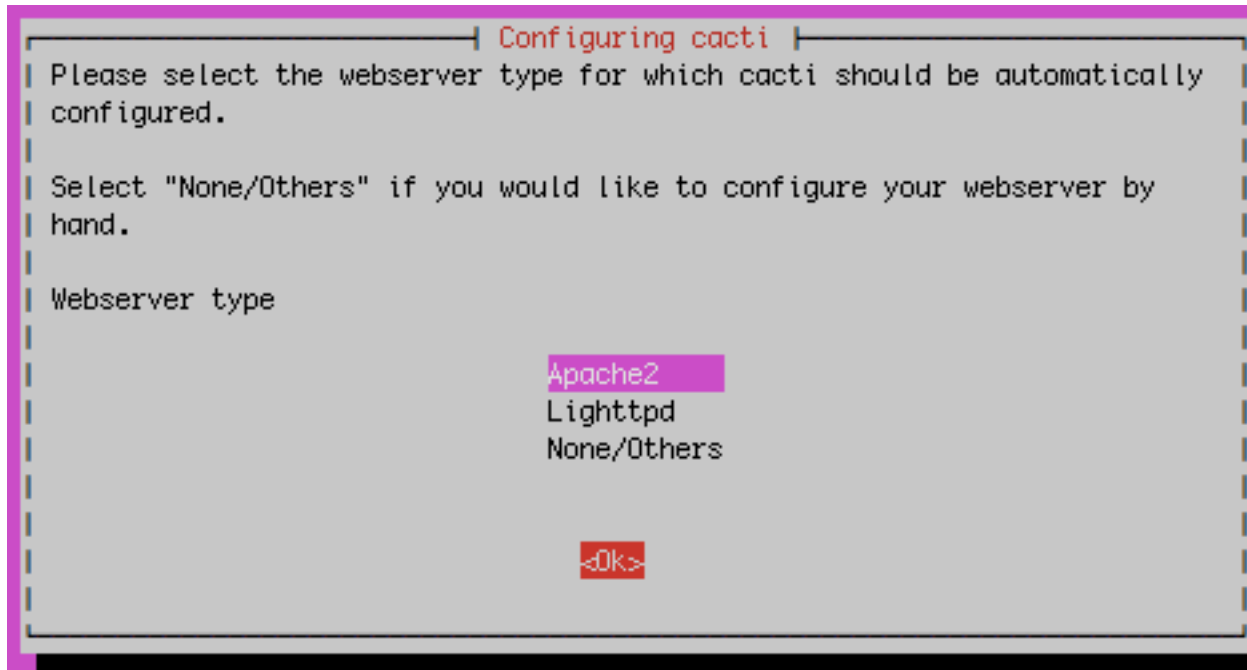 Configuring cacti
Please select the webserver type for which cacti should be automatically
configured.
Select "None/Others" if you would like to configure your webserver by
hand.
Webserver type
Apache2
Lighttpd
None/Others
<Ok>